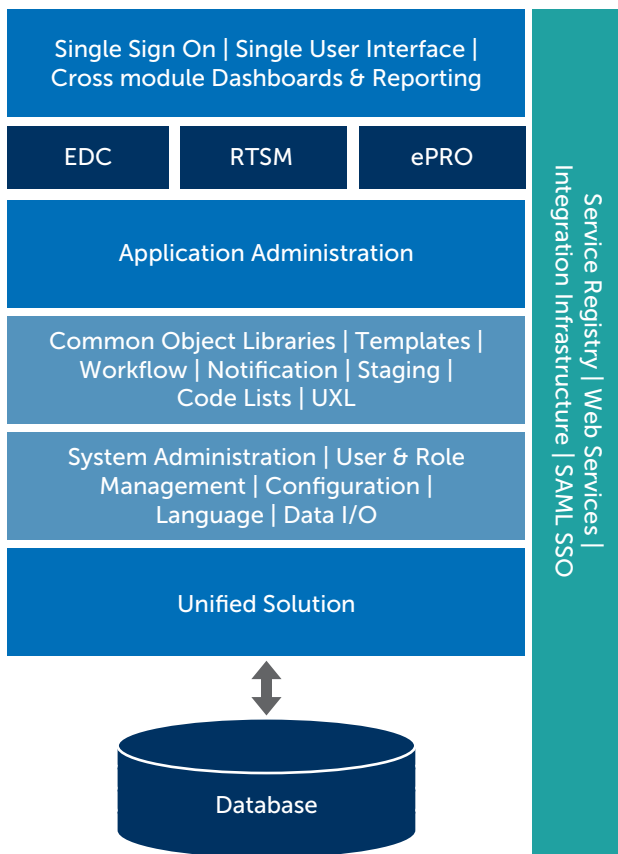 Single Sign On | Single User Interface |
Cross module Dashboards & Reporting
EDC
RTSM
ePRO
Application Administration
Common Object Libraries | Templates |
Workflow | Notification | Staging |
Code Lists | UXL
System Administration | User & Role
Management | Configuration |
Language | Data I/O
Unified Solution
Database
Service Registry | Web Services |
Integration Infrastructure | SAML SSO